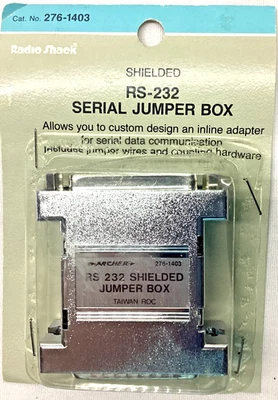 Cat. No. 276-1403
Radio Shack
SHIELDED
RS-232
SERIAL JUMPER BOX
Allows you to custom design an inline adapter
for serial data communication
Includes jumper wires and coupling hardware
ARCHER 276-1403
RS 232 SHIELDED
JUMPER BOX
TAIWAN ROC